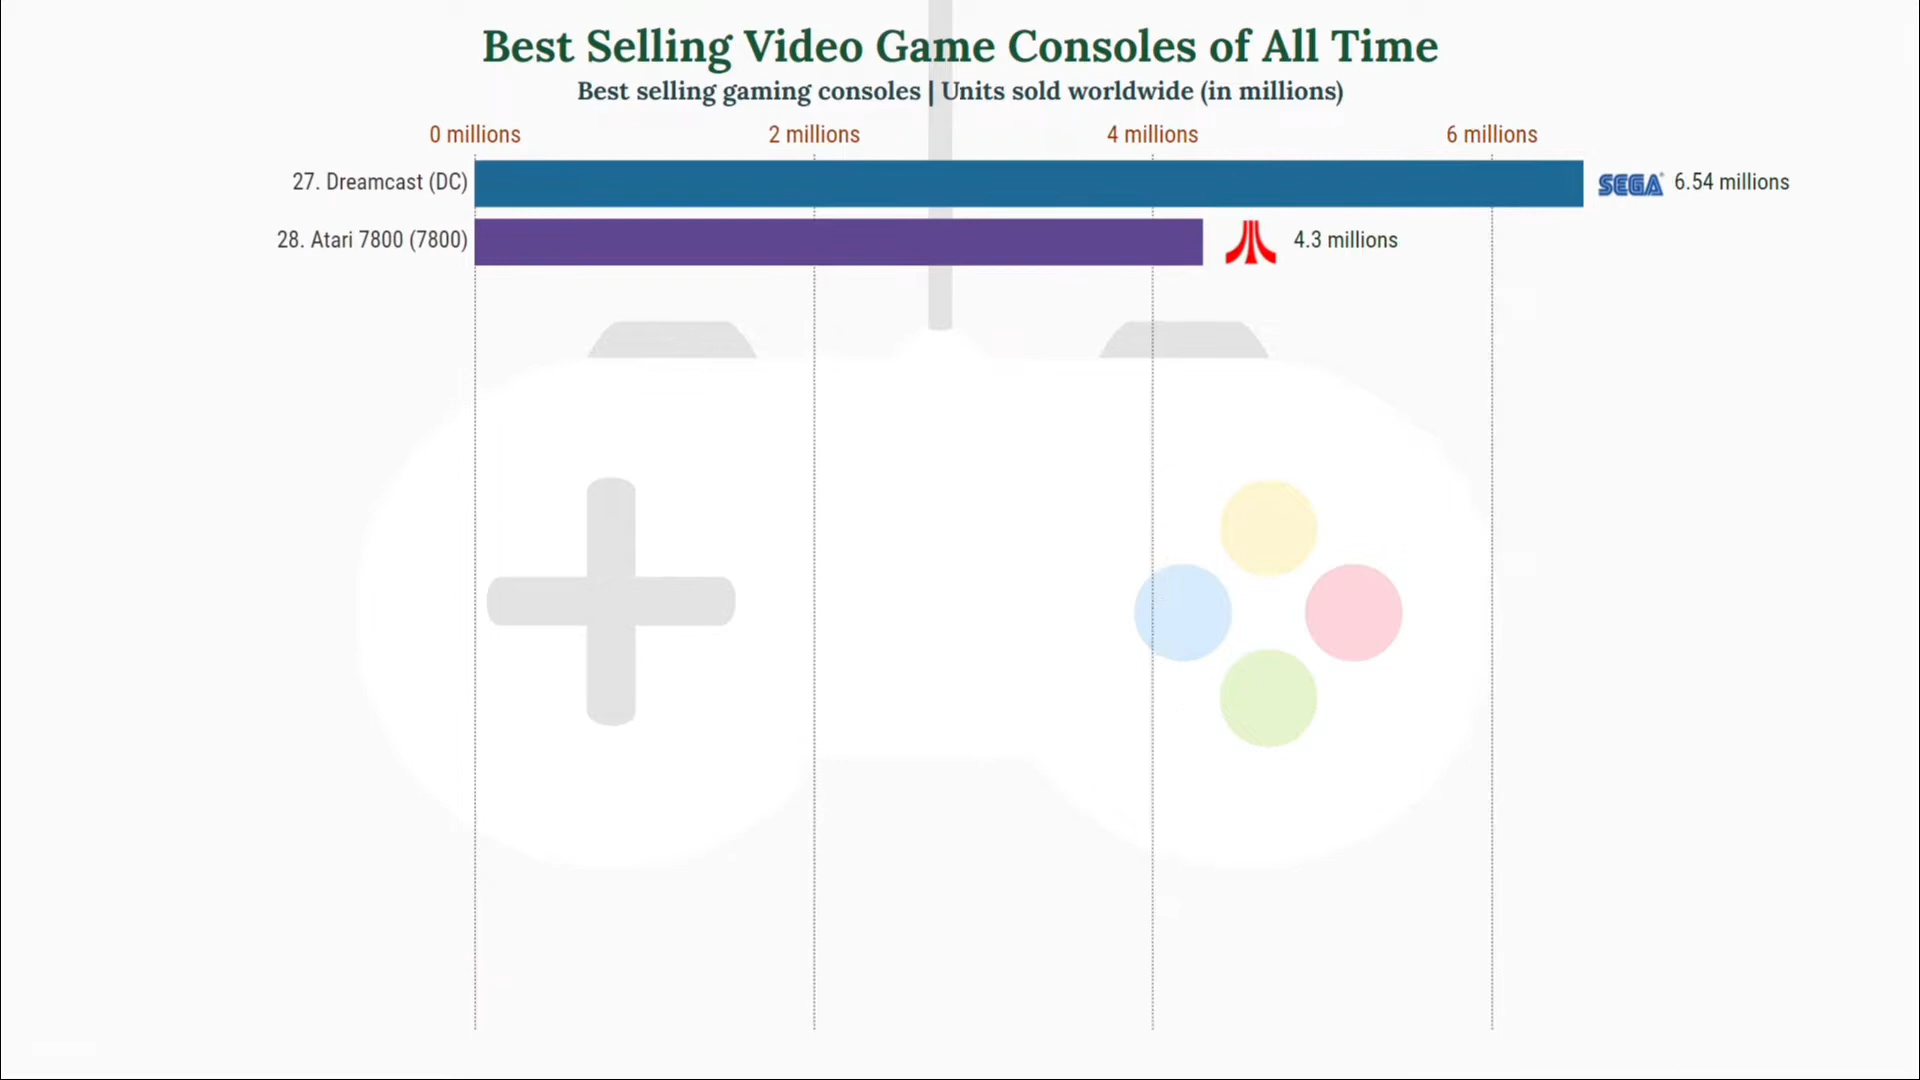 Best Selling Video Game Consoles of All Time
Best selling gaming consoles | Units sold worldwide (in millions)
0 millions 2 millions 4 millions 6 millions
27. Dreamcast (DC) SEGA 6.54 millions
28. Atari 7800 (7800) 4.3 millions